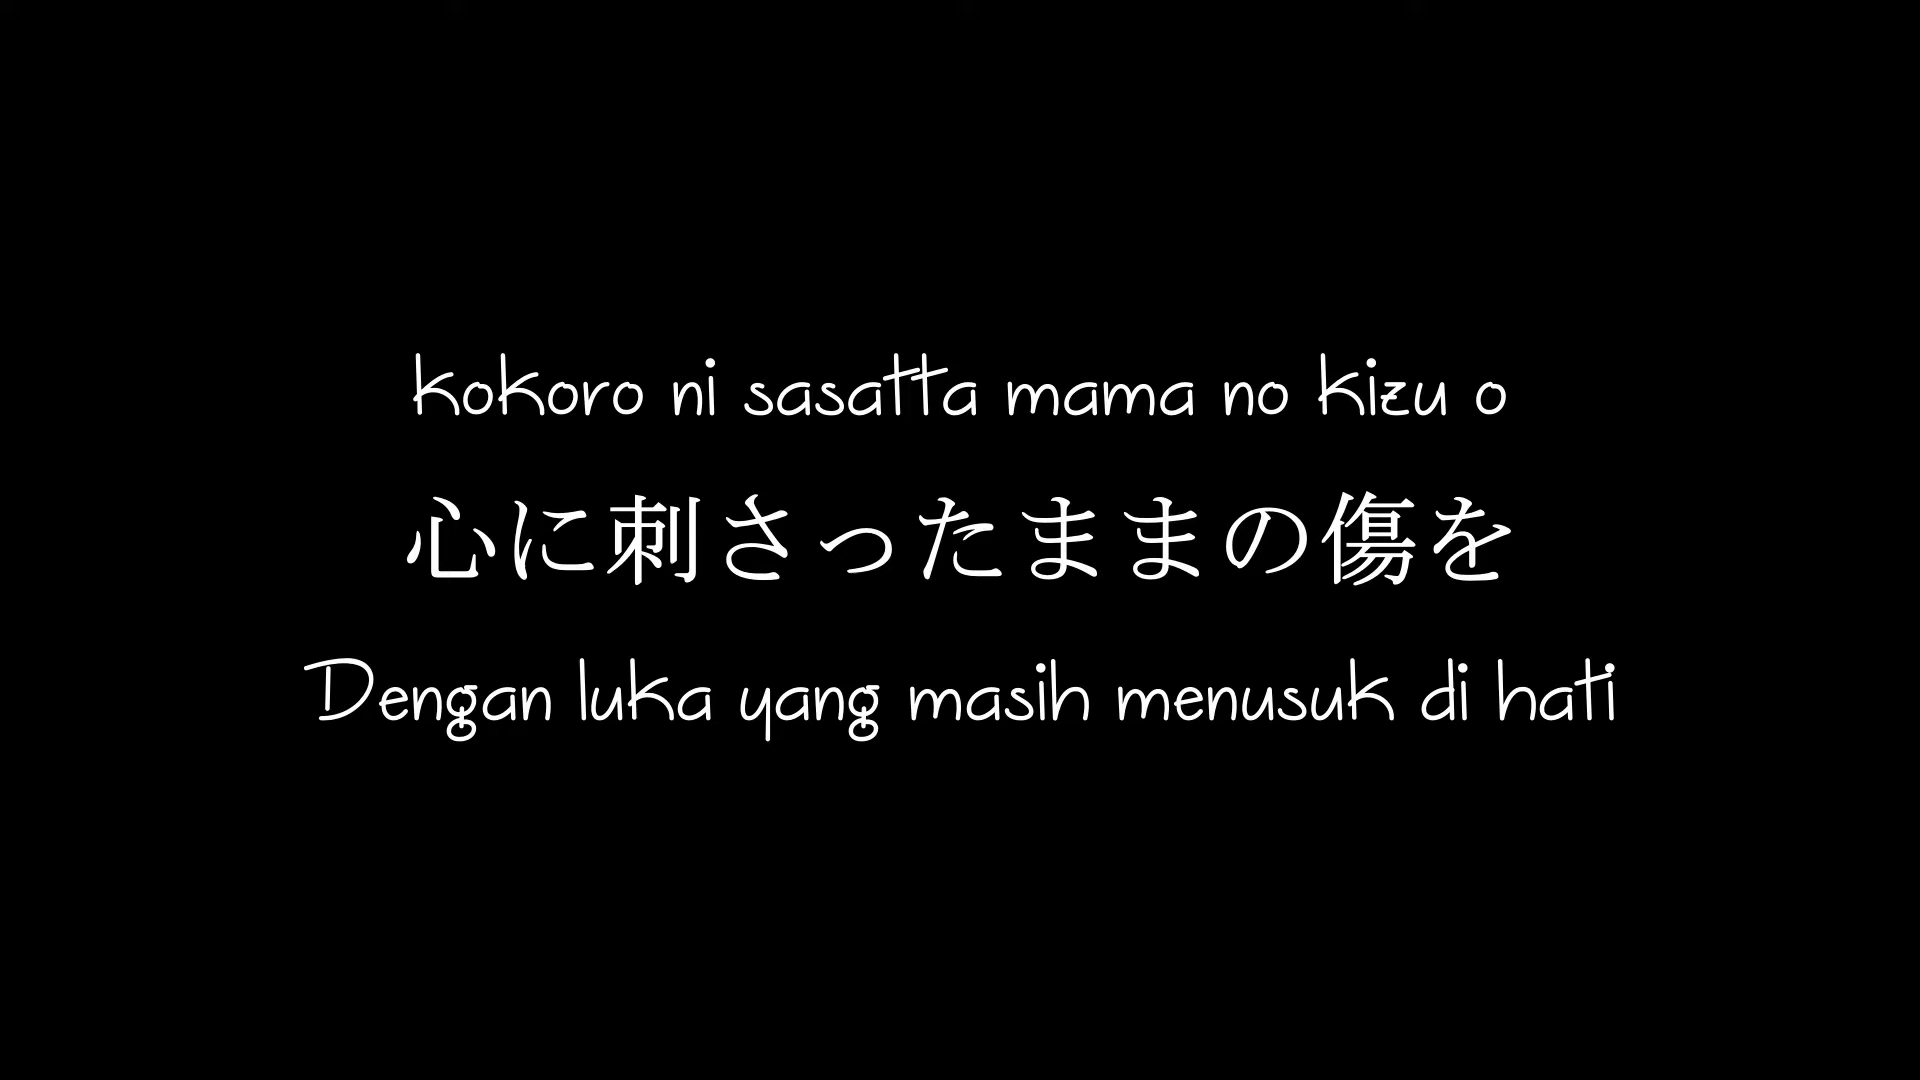 kokoro ni sasatta mama no kizu o
心に刺さったままの傷を
Dengan luka yang masih menusuk di hati